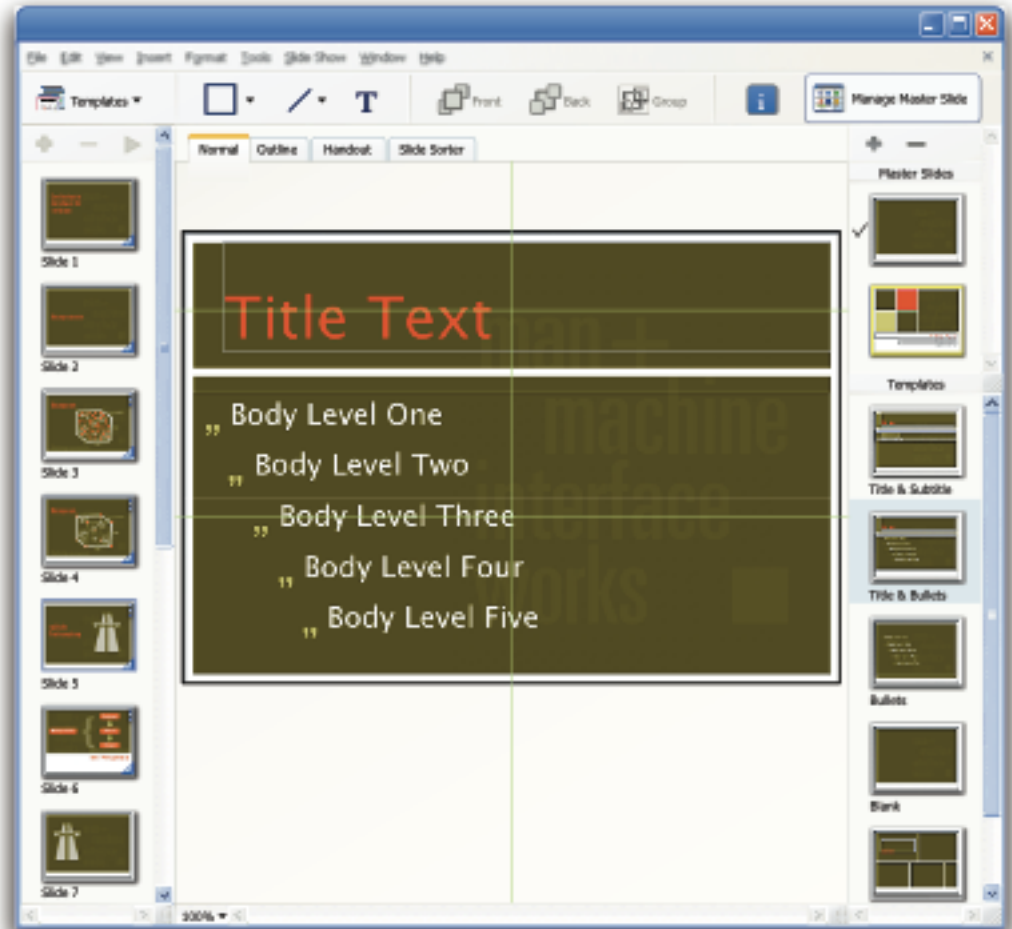 File Edit View Insert Format Tools Slide Show Window Help
Templates T Front Back Group i Manage Master Slide
Normal Outline Handout Slide Sorter
Master Slides
Slide 1
Slide 2
Slide 3
Slide 4
Slide 5
Slide 6
Slide 7
Title Text
man +
machine
interface
works
„ Body Level One
„ Body Level Two
„ Body Level Three
„ Body Level Four
„ Body Level Five
Templates
Title & Subtitle
Title & Bullets
Bullets
Blank
100%